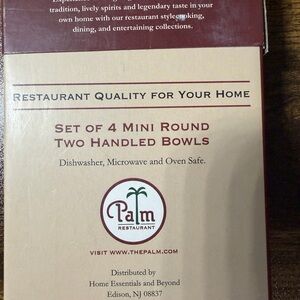 tradition, lively spirits and legendary taste in your
own home with our restaurant style cooking,
dining, and entertaining collections.
RESTAURANT QUALITY FOR YOUR HOME
SET OF 4 MINI ROUND
TWO HANDLED BOWLS
Dishwasher, Microwave and Oven Safe.
Palm
RESTAURANT
VISIT WWW.THEPALM.COM
Distributed by
Home Essentials and Beyond
Edison, NJ 08837